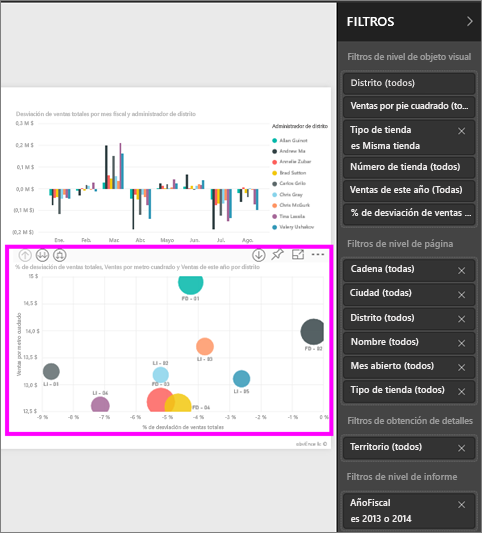 FILTROS
Filtros de nivel de objeto visual
Distrito (todos)
Ventas por pie cuadrado (to...
Tipo de tienda
es Misma tienda
Número de tienda (todas)
Ventas de este año (Todas)
% de desviación de ventas ...
Filtros de nivel de página
Cadena (todas)
Ciudad (todas)
Distrito (todos)
Nombre (todos)
Mes abierto (todos)
Tipo de tienda (todos)
Filtros de obtención de detalles
Territorio (todos)
Filtros de nivel de informe
AñoFiscal
es 2013 o 2014
Desviación de ventas totales por mes fiscal y administrador de distrito
0,3 M $
0,2 M $
0,1 M $
0,0 M $
(0,1 M $)
(0,2 M $)
Ene. Feb. Mar. Abr. Mayo Jun. Jul. Ago.
Administrador de distrito
Allan Guinot
Andrew Ma
Annelie Zubar
Brad Sutton
Carlos Grilo
Chris Gray
Chris McGurk
Tina Lassila
Valery Ushakov
% de desviación de ventas totales, Ventas por metro cuadrado y Ventas de este año por distrito
Ventas por metro cuadrado
15 $
14,5 $
14,0 $
13,5 $
13,0 $
12,5 $
FD - 01
FD - 02
LI - 03
LI - 02
LI - 01
FD - 03
LI - 05
LI - 04
FD - 04
-9 % -8 % -7 % -6 % -5 % -4 % -3 % -2 % -1 % 0 %
% de desviación de ventas totales